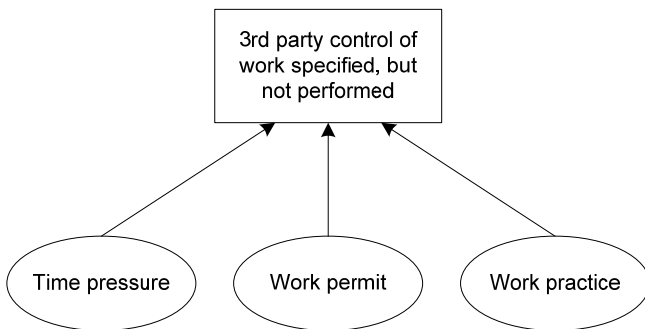 3rd party control of
work specified, but
not performed
Time pressure
Work permit
Work practice